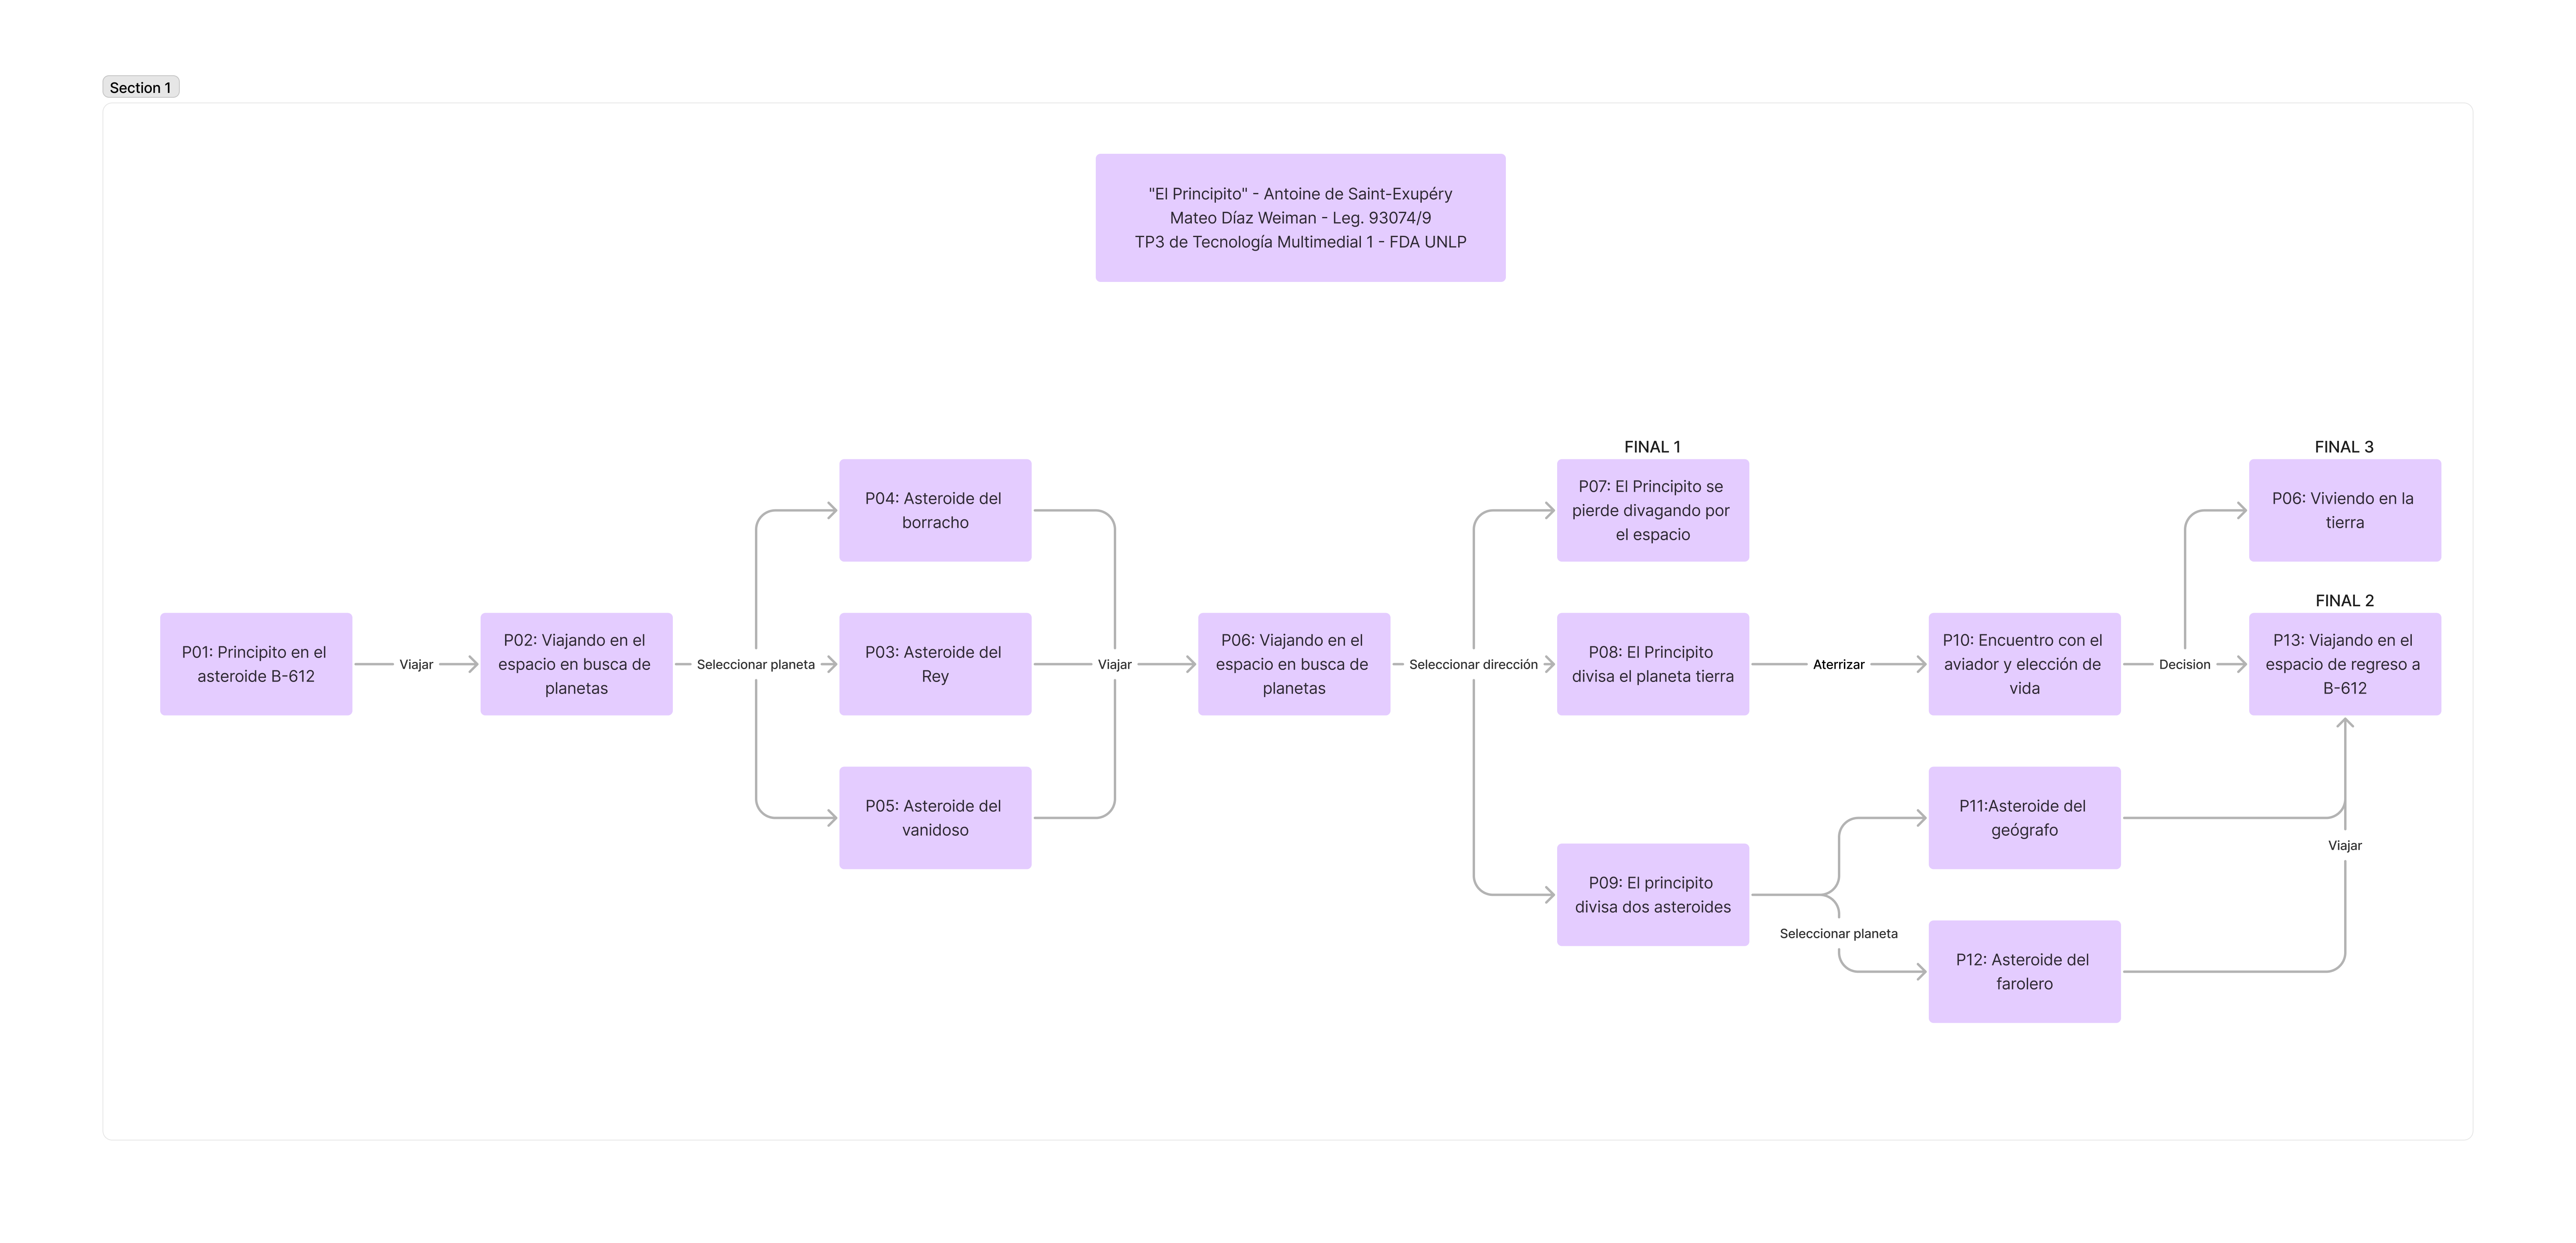 Section 1
"El Principito" - Antoine de Saint-Exupéry
Mateo Díaz Weiman - Leg. 93074/9
TP3 de Tecnología Multimedial 1 - FDA UNLP
P01: Principito en el
asteroide B-612
Viajar
P02: Viajando en el
espacio en busca de
planetas
Seleccionar planeta
P04: Asteroide del
borracho
P03: Asteroide del
Rey
P05: Asteroide del
vanidoso
Viajar
P06: Viajando en el
espacio en busca de
planetas
Seleccionar dirección
FINAL 1
P07: El Principito se
pierde divagando por
el espacio
P08: El Principito
divisa el planeta tierra
P09: El principito
divisa dos asteroides
Aterrizar
Seleccionar planeta
P10: Encuentro con el
aviador y elección de
vida
P11:Asteroide del
geógrafo
P12: Asteroide del
farolero
Decision
FINAL 3
P06: Viviendo en la
tierra
FINAL 2
P13: Viajando en el
espacio de regreso a
B-612
Viajar